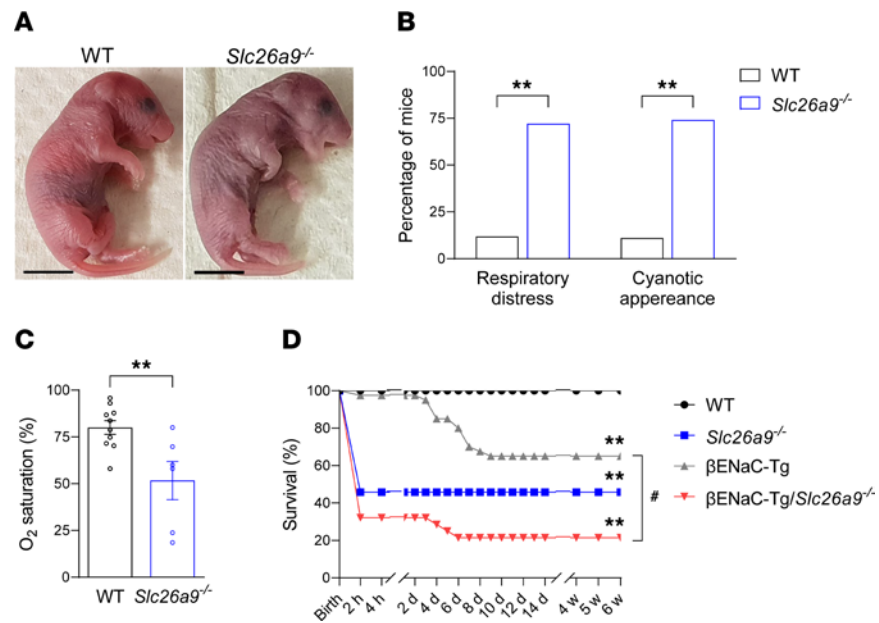 A
WT
Slc26a9-/-
B
Percentage of mice
100
75
50
25
0
**
**
Respiratory
distress
Cyanotic
appereance
WT
Slc26a9-/-
C
O2 saturation (%)
100
75
50
25
0
**
WT
Slc26a9-/-
D
Survival (%)
100
80
60
40
20
0
**
**
**
#
Birth
2 h
4 h
2 d
4 d
6 d
8 d
10 d
12 d
14 d
4 w
5 w
6 w
WT
Slc26a9-/-
βENaC-Tg
βENaC-Tg/Slc26a9-/-